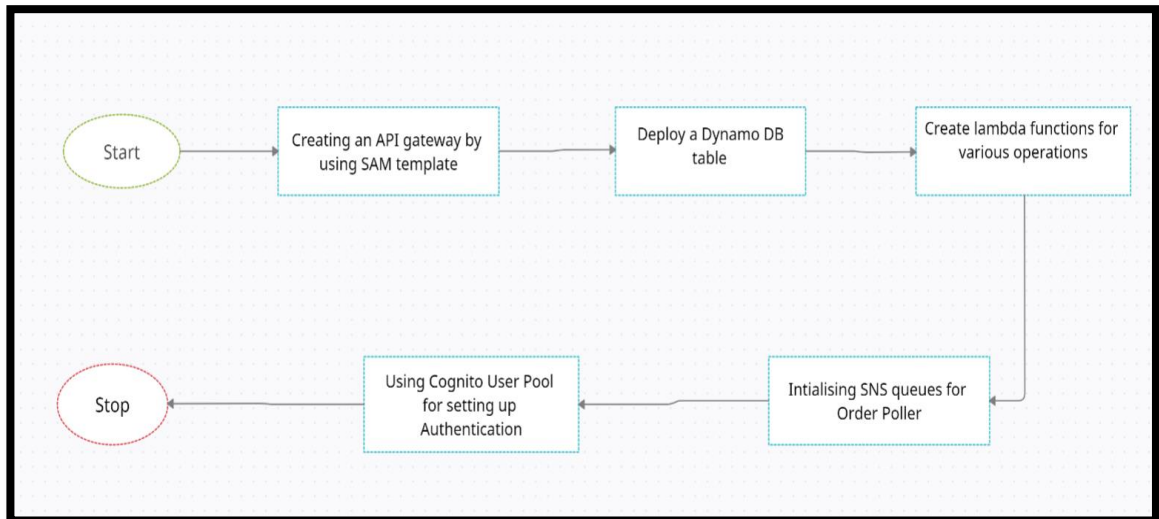 Start
Creating an API gateway by
using SAM template
Deploy a Dynamo DB
table
Create lambda functions for
various operations
Intialising SNS queues for
Order Poller
Using Cognito User Pool
for setting up
Authentication
Stop